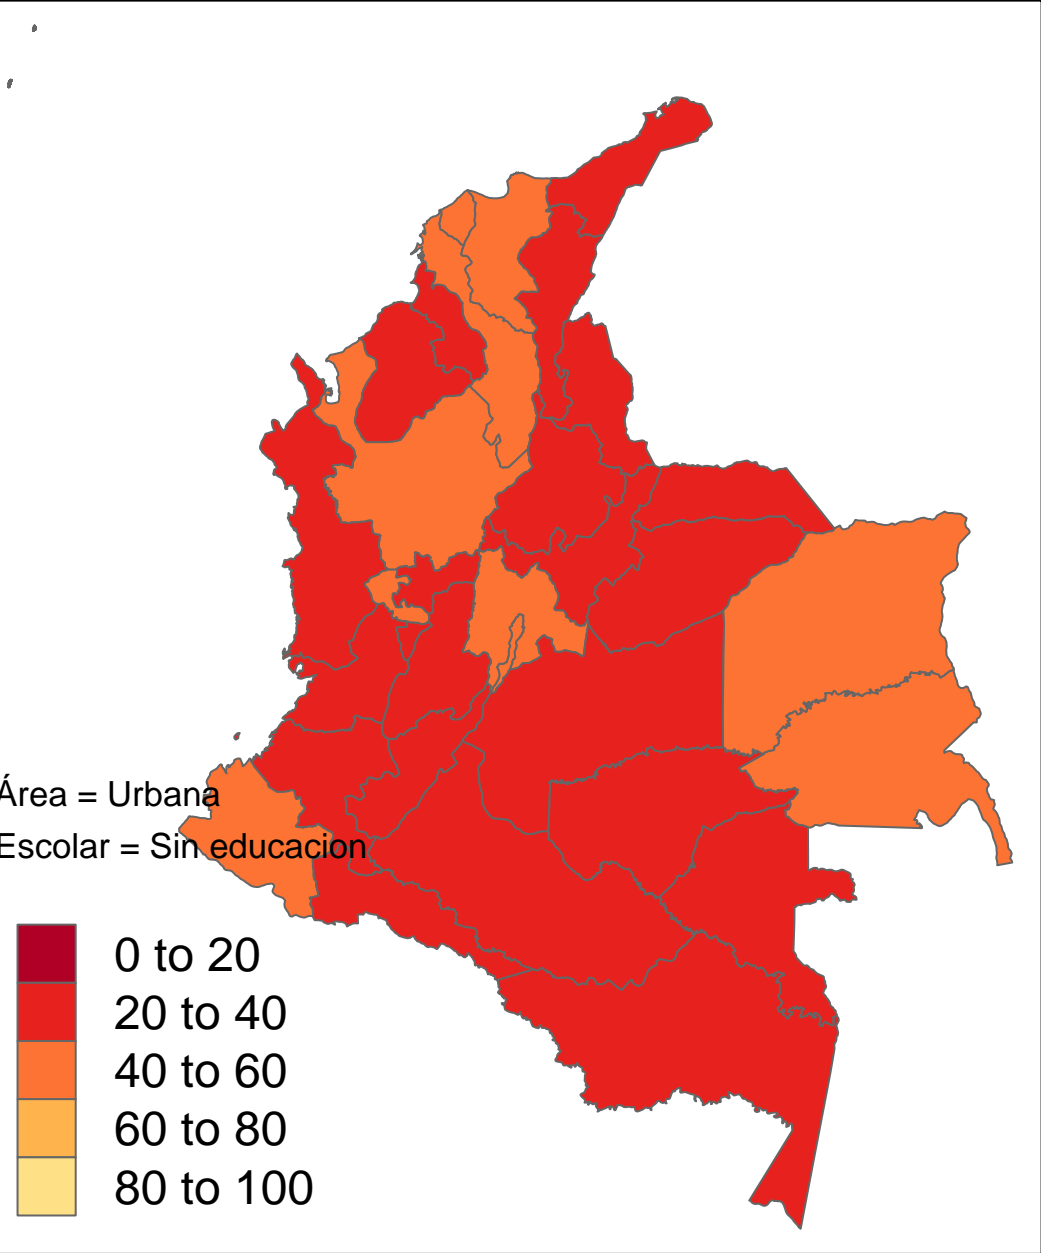 Área = Urbana
Escolar = Sin educacion
0 to 20
20 to 40
40 to 60
60 to 80
80 to 100